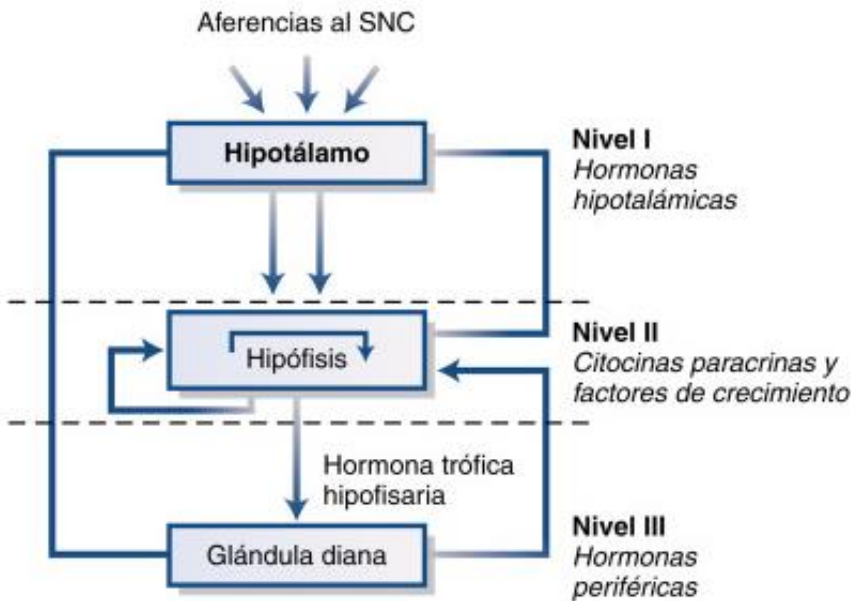 Aferencias al SNC
Hipotálamo
Nivel I
Hormonas
hipotalámicas
Hipófisis
Nivel II
Citocinas paracrinas y
factores de crecimiento
Hormona trófica
hipofisaria
Glándula diana
Nivel III
Hormonas
periféricas